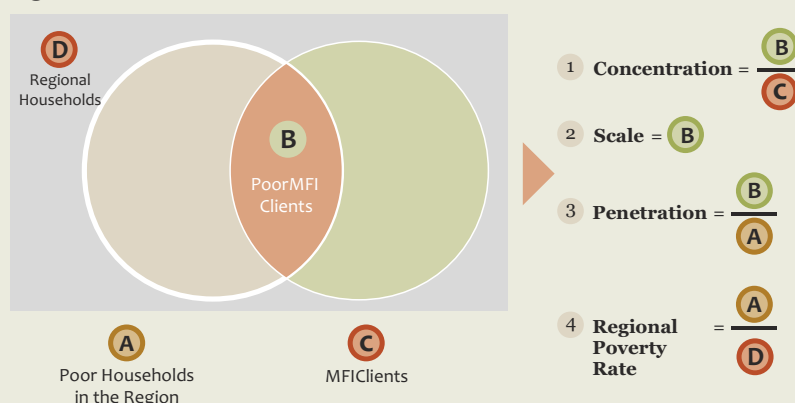 D
Regional
Households
B
PoorMFI
Clients
A
Poor Households
in the Region
C
MFIClients
1 Concentration = B
C
2 Scale = B
3 Penetration = B
A
4 Regional = A
Poverty D
Rate